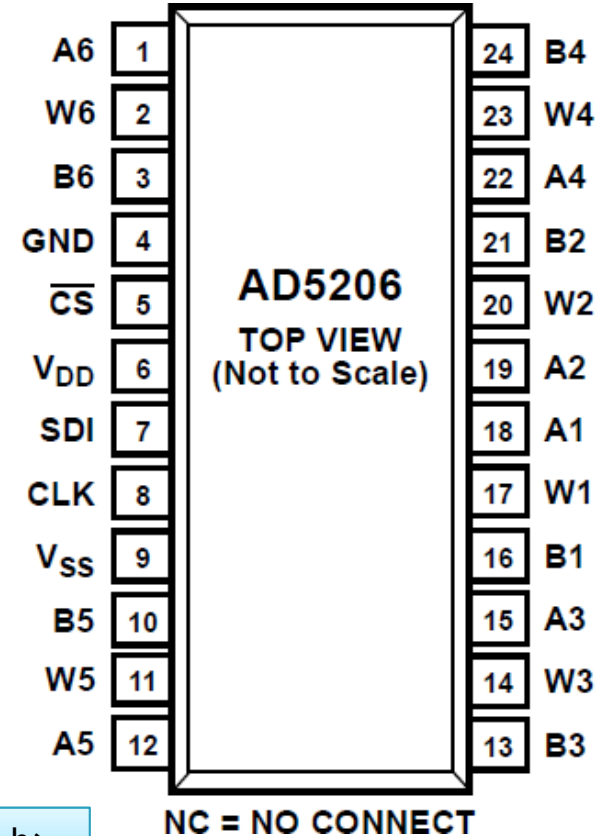 A6 1 24 B4
W6 2 23 W4
B6 3 22 A4
GND 4 21 B2
C̅S̅ 5 20 W2
AD5206
TOP VIEW
(Not to Scale)
VDD 6 19 A2
SDI 7 18 A1
CLK 8 17 W1
VSS 9 16 B1
B5 10 15 A3
W5 11 14 W3
A5 12 13 B3
NC = NO CONNECT